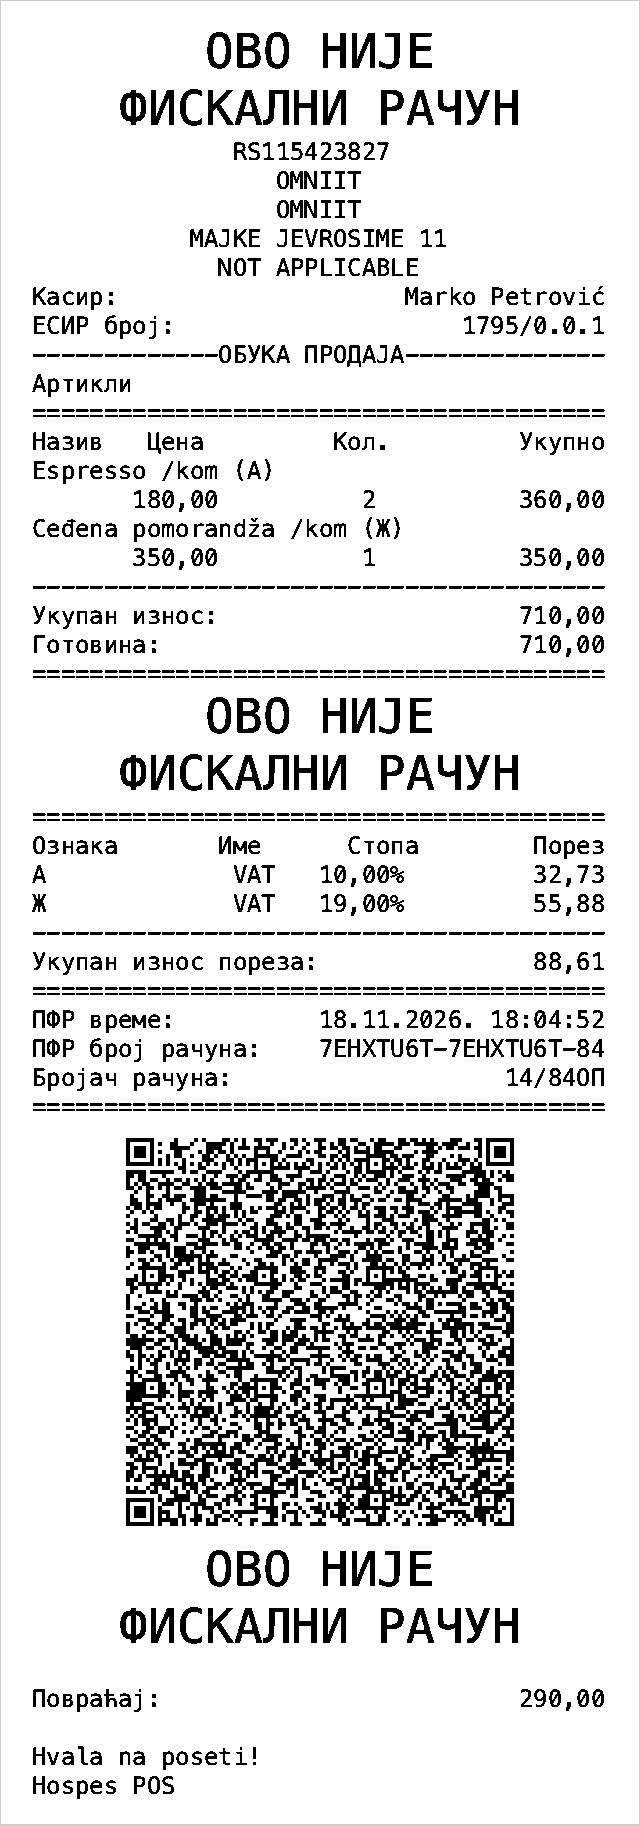 ОВО НИЈЕ
ФИСКАЛНИ РАЧУН
RS115423827
OMNIIT
OMNIIT
MAJKE JEVROSIME 11
NOT APPLICABLE
Касир: Marko Petrović
ЕСИР број: 1795/0.0.1
-------------ОБУКА ПРОДАЈА--------------
Артикли
========================================
Назив Цена Кол. Укупно
Espresso /kom (А)
180,00 2 360,00
Ceđena pomorandža /kom (Ж)
350,00 1 350,00
----------------------------------------
Укупан износ: 710,00
Готовина: 710,00
========================================
ОВО НИЈЕ
ФИСКАЛНИ РАЧУН
========================================
Ознака Име Стопа Порез
А VAT 10,00% 32,73
Ж VAT 19,00% 55,88
----------------------------------------
Укупан износ пореза: 88,61
========================================
ПФР време: 18.11.2026. 18:04:52
ПФР број рачуна: 7EHXTU6T-7EHXTU6T-84
Бројач рачуна: 14/84ОП
========================================
ОВО НИЈЕ
ФИСКАЛНИ РАЧУН
Повраћај: 290,00
Hvala na poseti!
Hospes POS